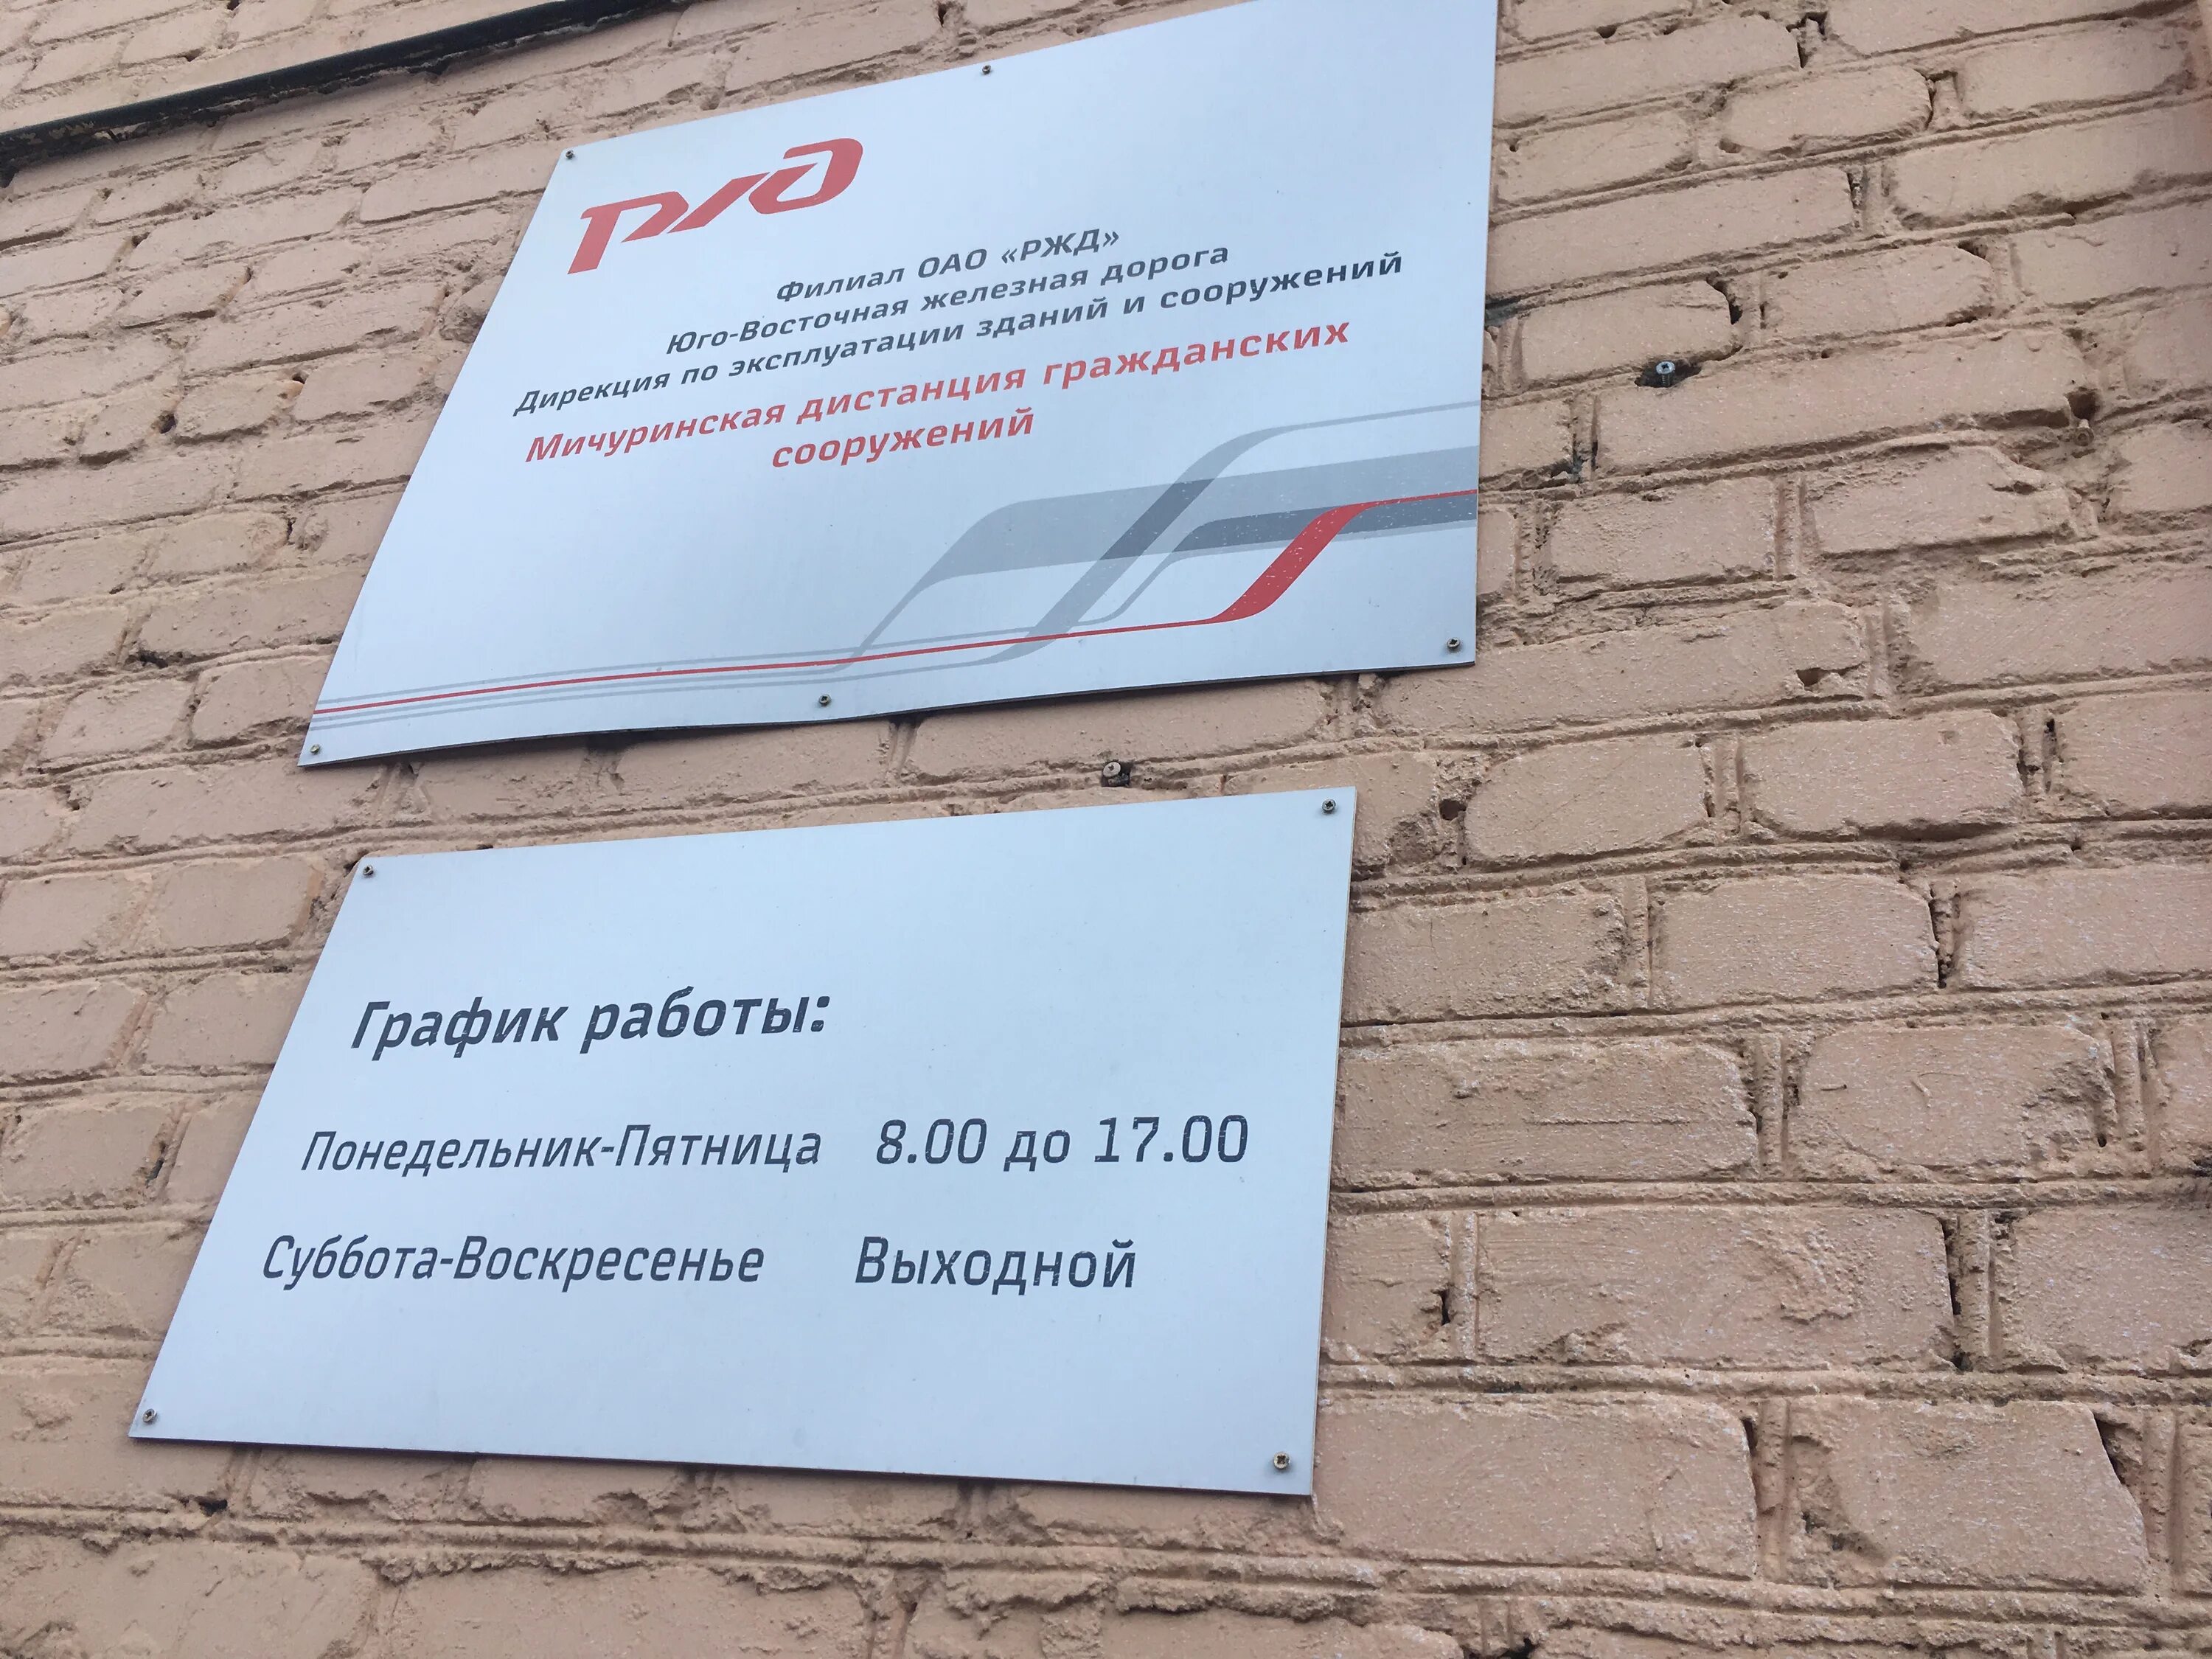 РЖД
Филиал ОАО «РЖД»
Юго-Восточная железная дорога
Дирекция по эксплуатации зданий и сооружений
Мичуринская дистанция гражданских
сооружений
График работы:
Понедельник-Пятница 8.00 до 17.00
Суббота-Воскресенье Выходной